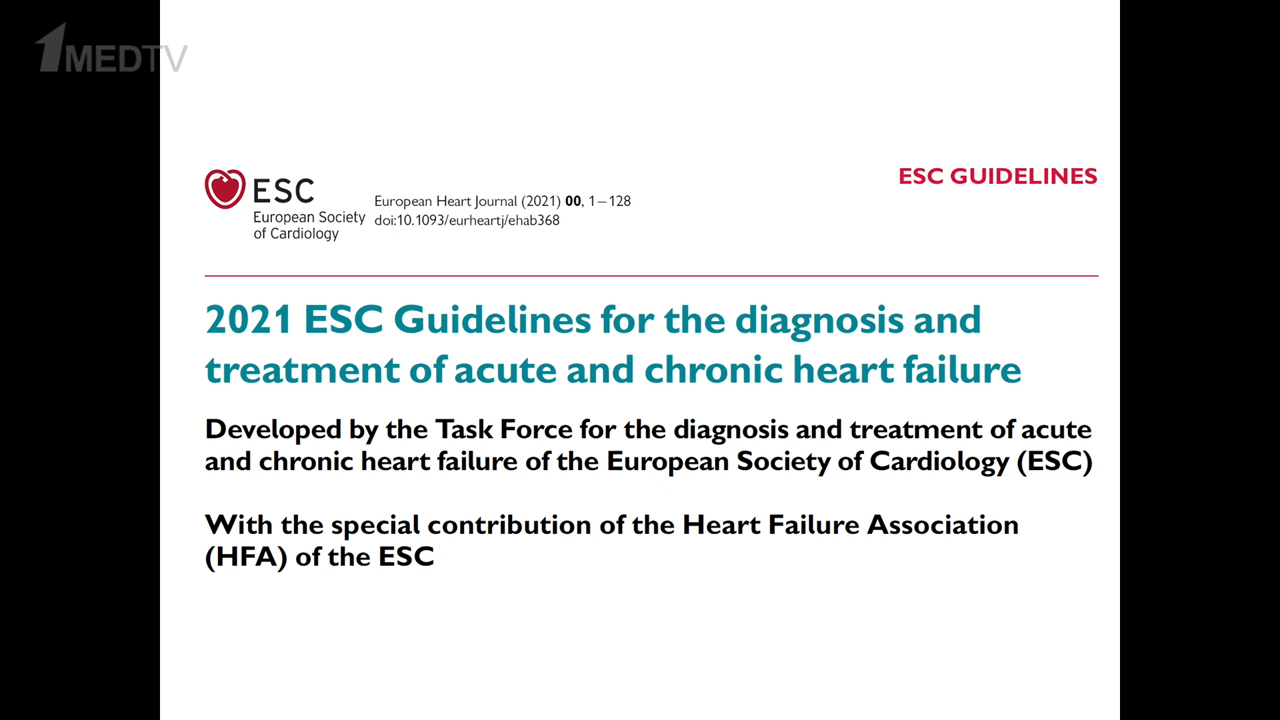 1MEDTV
ESC
European Society
of Cardiology
European Heart Journal (2021) 00, 1–128
doi:10.1093/eurheartj/ehab368
ESC GUIDELINES
2021 ESC Guidelines for the diagnosis and
treatment of acute and chronic heart failure
Developed by the Task Force for the diagnosis and treatment of acute
and chronic heart failure of the European Society of Cardiology (ESC)
With the special contribution of the Heart Failure Association
(HFA) of the ESC